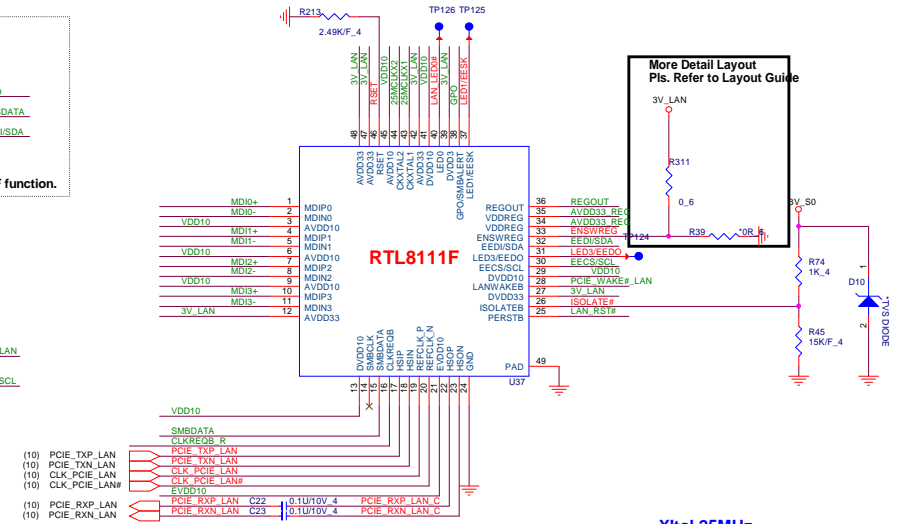 R213
2.49K/F_4
TP126 TP125
More Detail Layout
Pls. Refer to Layout Guide
3V_LAN
R311
0_6
R39
*0R_6
3V_S0
SDATA
I/SDA
F function.
3V_LAN
3V_LAN
RSET
VDD10
25MCLKX2
25MCLKX1
3V_LAN
VDD10
LAN_LED0#
3V_LAN
GPO
LED1/EESK
48 47 46 45 44 43 42 41 40 39 38 37
AVDD33
AVDD33
RSET
AVDD10
CKXTAL2
CKXTAL1
AVDD33
DVDD10
LED0
DVDD3
GPO/SMBALERT
LED1/EESK
MDI0+ 1 MDIP0
MDI0- 2 MDIN0
VDD10 3 AVDD10
MDI1+ 4 MDIP1
MDI1- 5 MDIN1
VDD10 6 AVDD10
MDI2+ 7 MDIP2
MDI2- 8 MDIN2
VDD10 9 AVDD10
MDI3+ 10 MDIP3
MDI3- 11 MDIN3
3V_LAN 12 AVDD33
RTL8111F
REGOUT 36 REGOUT
VDDREG 35 AVDD33_REG
VDDREG 34 AVDD33_REG
ENSWREG 33 ENSWREG
EEDI/SDA 32 EEDI/SDA
TP124
LED3/EEDO 31 LED3/EEDO
EECS/SCL 30 EECS/SCL
DVDD10 29 VDD10
LANWAKEB 28 PCIE_WAKE#_LAN
DVDD33 27 3V_LAN
ISOLATEB 26 ISOLATE#
PERSTB 25 LAN_RST#
PAD 49
U37
R74
1K_4
D10
1
2
*TVS DIODE
R45
15K/F_4
DVDD10
SMBCLK
SMBDATA
CLKREQB
HSIP
HSIN
REFCLK_P
REFCLK_N
EVDD10
HSOP
HSON
GND
13 14 15 16 17 18 19 20 21 22 23 24
LAN
SCL
VDD10
SMBDATA
CLKREQB_R
(10) PCIE_TXP_LAN PCIE_TXP_LAN
(10) PCIE_TXN_LAN PCIE_TXN_LAN
(10) CLK_PCIE_LAN CLK_PCIE_LAN
(10) CLK_PCIE_LAN# CLK_PCIE_LAN#
EVDD10
(10) PCIE_RXP_LAN PCIE_RXP_LAN C22 0.1U/10V_4 PCIE_RXP_LAN_C
(10) PCIE_RXN_LAN PCIE_RXN_LAN C23 0.1U/10V_4 PCIE_RXN_LAN_C